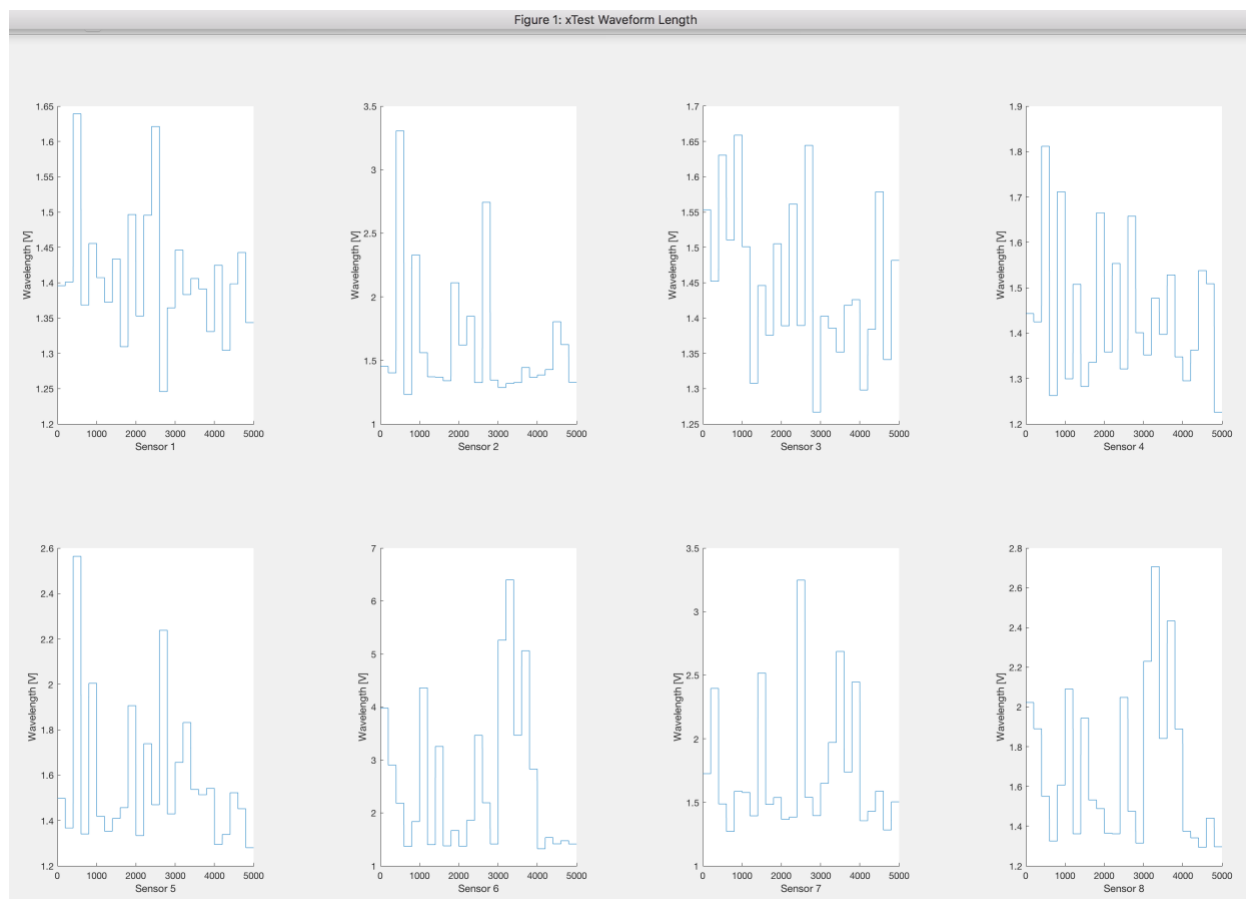 Figure 1: xTest Waveform Length
1.65
1.6
1.55
1.5
1.45
1.4
1.35
1.3
1.25
1.2
Wavelength [V]
0 1000 2000 3000 4000 5000
Sensor 1
3.5
3
2.5
2
1.5
1
Wavelength [V]
0 1000 2000 3000 4000 5000
Sensor 2
1.7
1.65
1.6
1.55
1.5
1.45
1.4
1.35
1.3
1.25
Wavelength [V]
0 1000 2000 3000 4000 5000
Sensor 3
1.9
1.8
1.7
1.6
1.5
1.4
1.3
1.2
Wavelength [V]
0 1000 2000 3000 4000 5000
Sensor 4
2.6
2.4
2.2
2
1.8
1.6
1.4
1.2
Wavelength [V]
0 1000 2000 3000 4000 5000
Sensor 5
7
6
5
4
3
2
1
Wavelength [V]
0 1000 2000 3000 4000 5000
Sensor 6
3.5
3
2.5
2
1.5
1
Wavelength [V]
0 1000 2000 3000 4000 5000
Sensor 7
2.8
2.6
2.4
2.2
2
1.8
1.6
1.4
1.2
Wavelength [V]
0 1000 2000 3000 4000 5000
Sensor 8